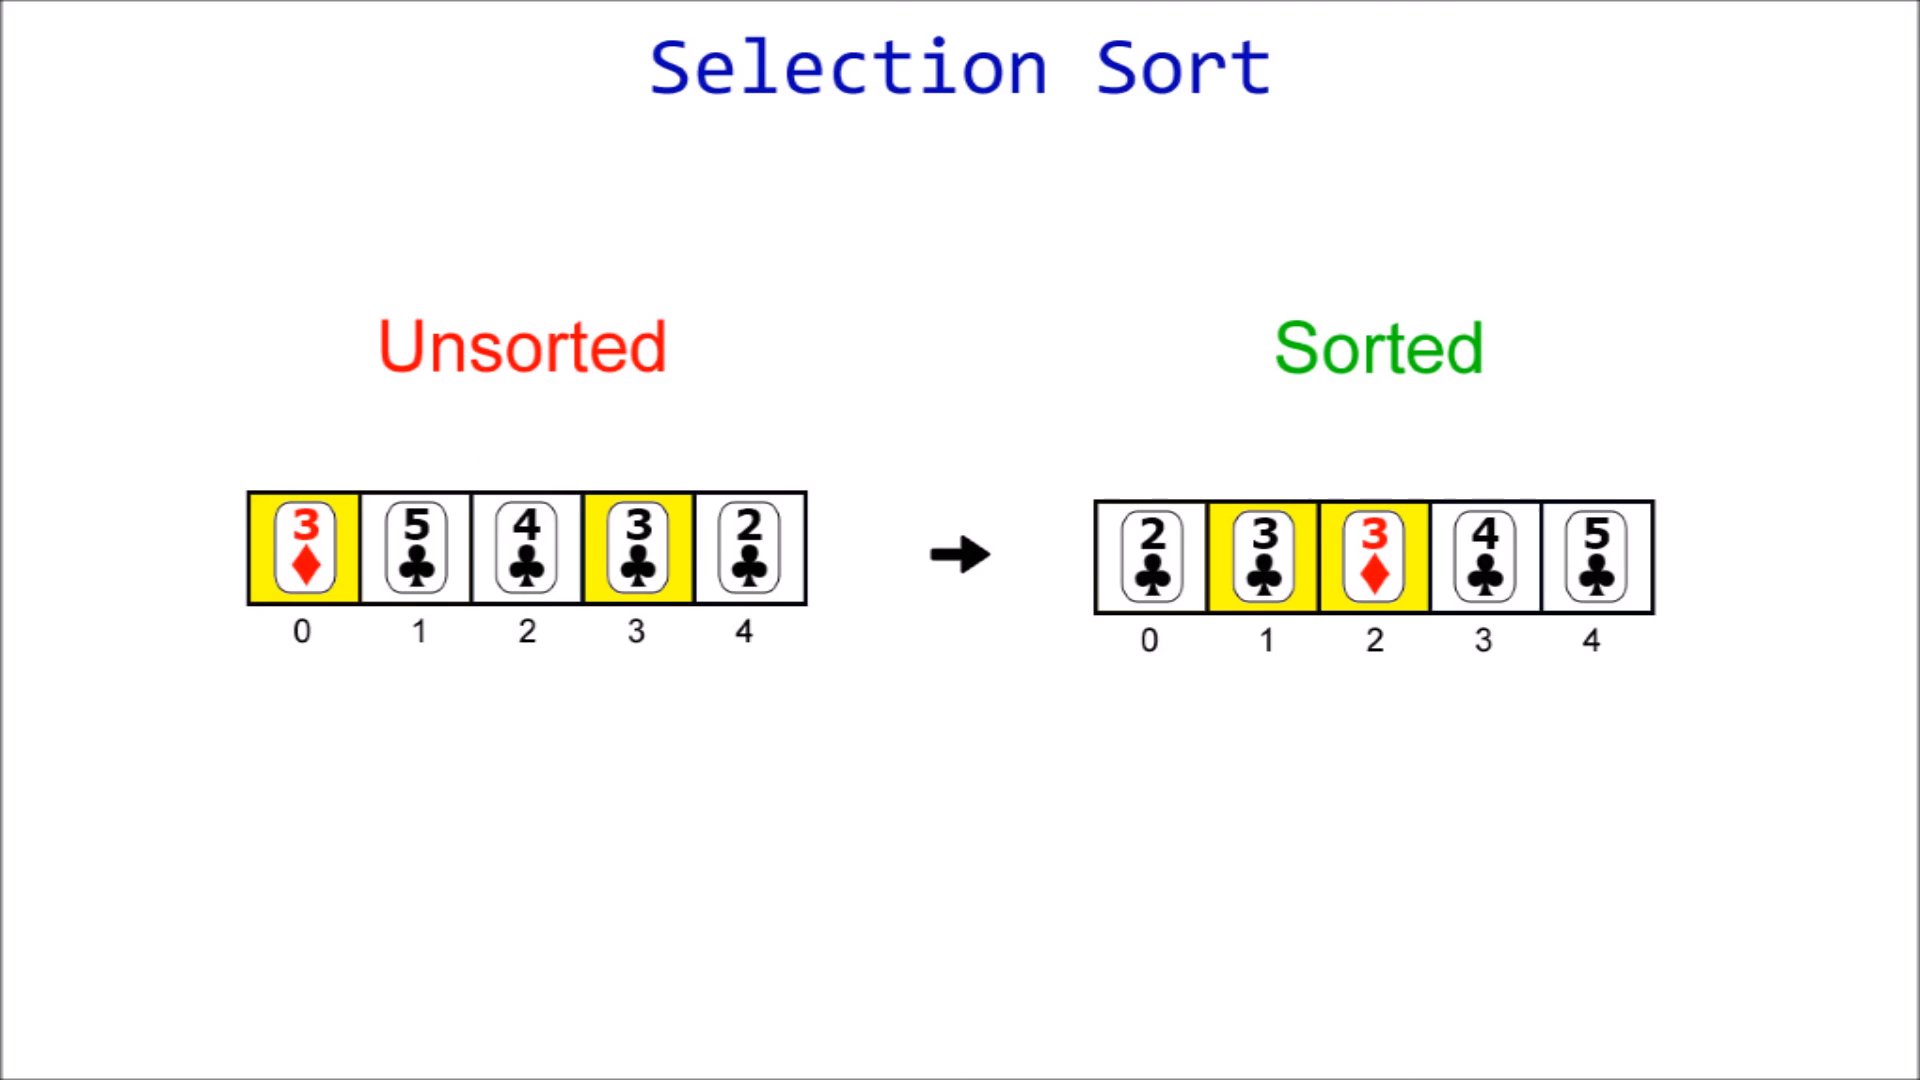 Selection Sort
Unsorted
Sorted
3♦ 5♣ 4♣ 3♣ 2♣
0 1 2 3 4
2♣ 3♣ 3♦ 4♣ 5♣
0 1 2 3 4